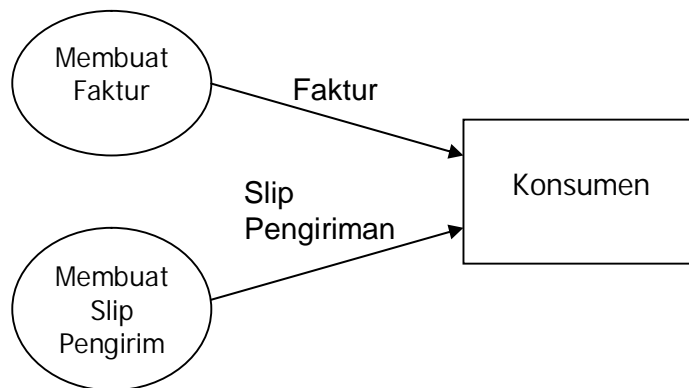 Membuat
Faktur
Faktur
Konsumen
Slip
Pengiriman
Membuat
Slip
Pengirim